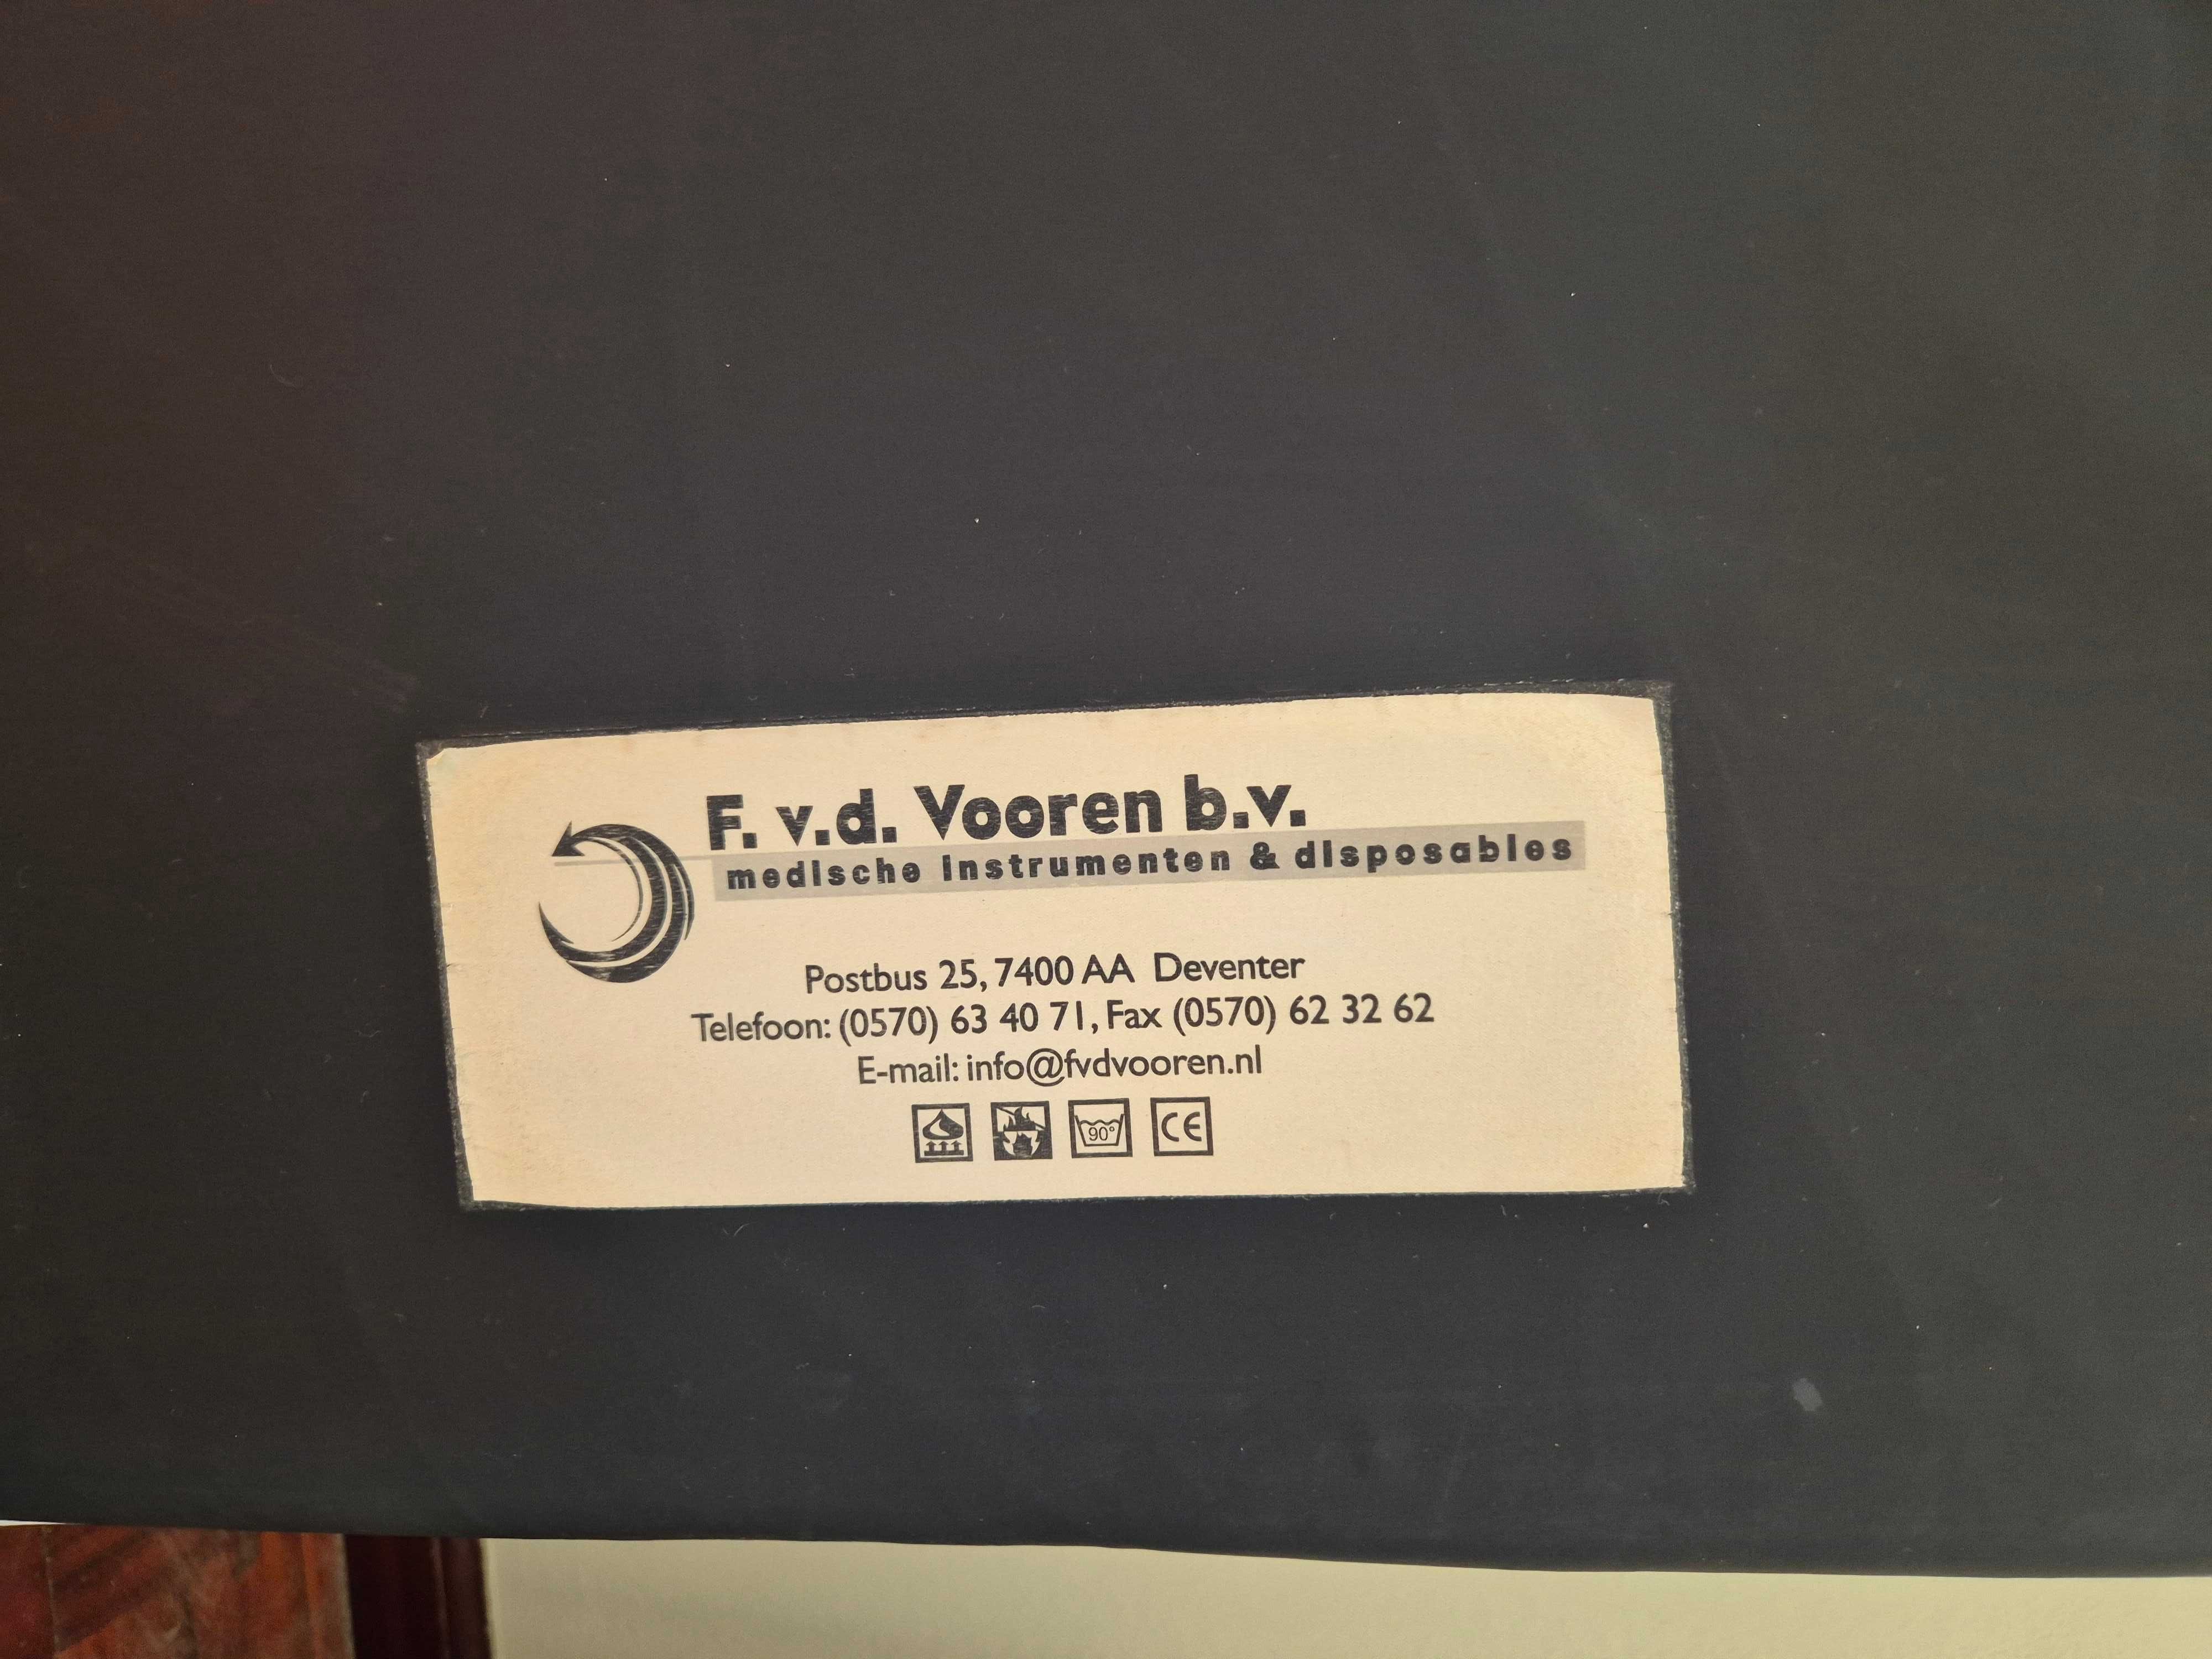 F. v.d. Vooren b.v.
medische instrumenten & disposables
Postbus 25, 7400 AA Deventer
Telefoon: (0570) 63 40 71, Fax (0570) 62 32 62
E-mail: info@fvdvooren.nl
90° CE